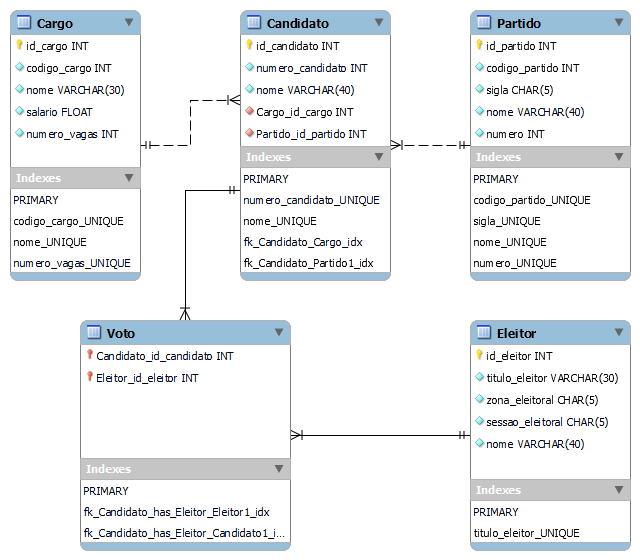 Cargo
id_cargo INT
codigo_cargo INT
nome VARCHAR(30)
salario FLOAT
numero_vagas INT
Indexes
PRIMARY
codigo_cargo_UNIQUE
nome_UNIQUE
numero_vagas_UNIQUE
Candidato
id_candidato INT
numero_candidato INT
nome VARCHAR(40)
Cargo_id_cargo INT
Partido_id_partido INT
Indexes
PRIMARY
numero_candidato_UNIQUE
nome_UNIQUE
fk_Candidato_Cargo_idx
fk_Candidato_Partido1_idx
Partido
id_partido INT
codigo_partido INT
sigla CHAR(5)
nome VARCHAR(40)
numero INT
Indexes
PRIMARY
codigo_partido_UNIQUE
sigla_UNIQUE
nome_UNIQUE
numero_UNIQUE
Voto
Candidato_id_candidato INT
Eleitor_id_eleitor INT
Indexes
PRIMARY
fk_Candidato_has_Eleitor_Eleitor1_idx
fk_Candidato_has_Eleitor_Candidato1_i...
Eleitor
id_eleitor INT
titulo_eleitor VARCHAR(30)
zona_eleitoral CHAR(5)
sessao_eleitoral CHAR(5)
nome VARCHAR(40)
Indexes
PRIMARY
titulo_eleitor_UNIQUE